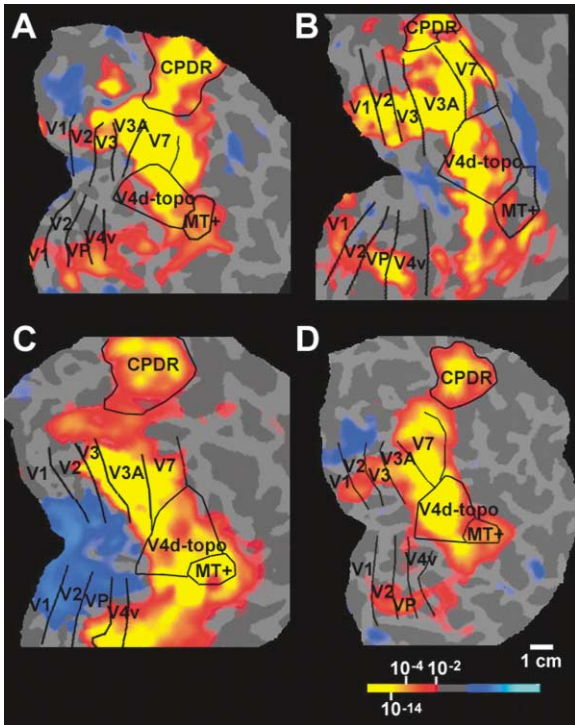 A
CPDR
V1
V2
V3
V3A
V7
V4d-topo
MT+
V2
V4v
V1
VP
B
CPDR
V7
V1
V2
V3
V3A
V4d-topo
MT+
V1
V2
VP
V4v
C
CPDR
V1
V2
V3
V3A
V7
V4d-topo
MT+
V1
V2
VP
V4v
D
CPDR
V7
V3A
V2
V3
V1
V4d-topo
MT+
V4v
V1
V2
VP
1 cm
10⁻⁴ 10⁻²
10⁻¹⁴